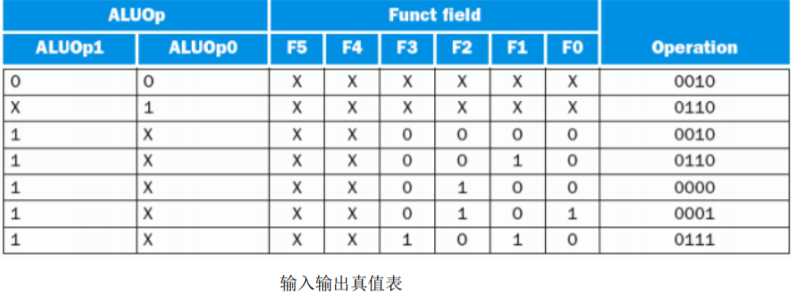 ALUOp Funct field Operation
ALUOp1 ALUOp0 F5 F4 F3 F2 F1 F0
0 0 X X X X X X 0010
X 1 X X X X X X 0110
1 X X X 0 0 0 0 0010
1 X X X 0 0 1 0 0110
1 X X X 0 1 0 0 0000
1 X X X 0 1 0 1 0001
1 X X X 1 0 1 0 0111
输入输出真值表